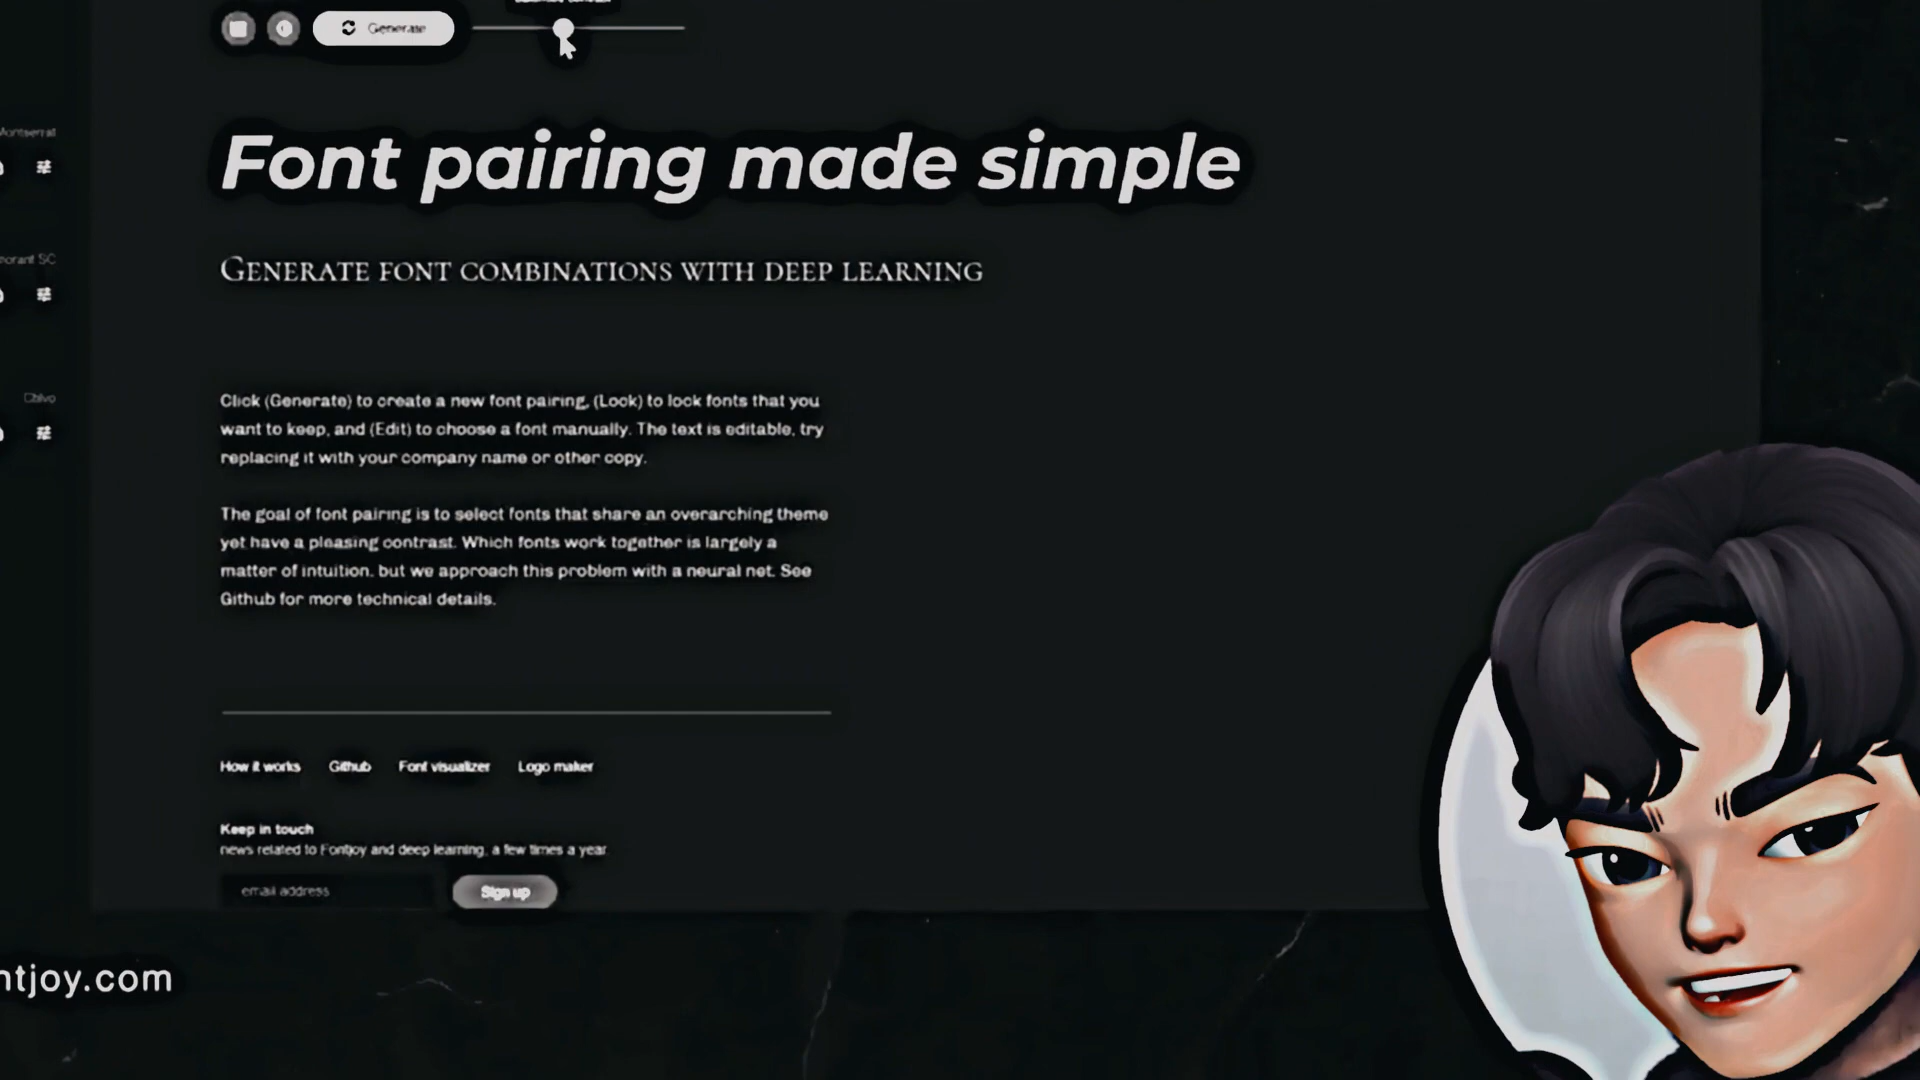 Generate
Font pairing made simple
Generate font combinations with deep learning
Click (Generate) to create a new font pairing, (Lock) to lock fonts that you
want to keep, and (Edit) to choose a font manually. The text is editable, try
replacing it with your company name or other copy.
The goal of font pairing is to select fonts that share an overarching theme
yet have a pleasing contrast. Which fonts work together is largely a
matter of intuition, but we approach this problem with a neural net. See
Github for more technical details.
Montserrat
norant SC
Chivo
How it works Github Font visualizer Logo maker
Keep in touch
news related to Fontjoy and deep learning, a few times a year.
email address Sign up
ntjoy.com